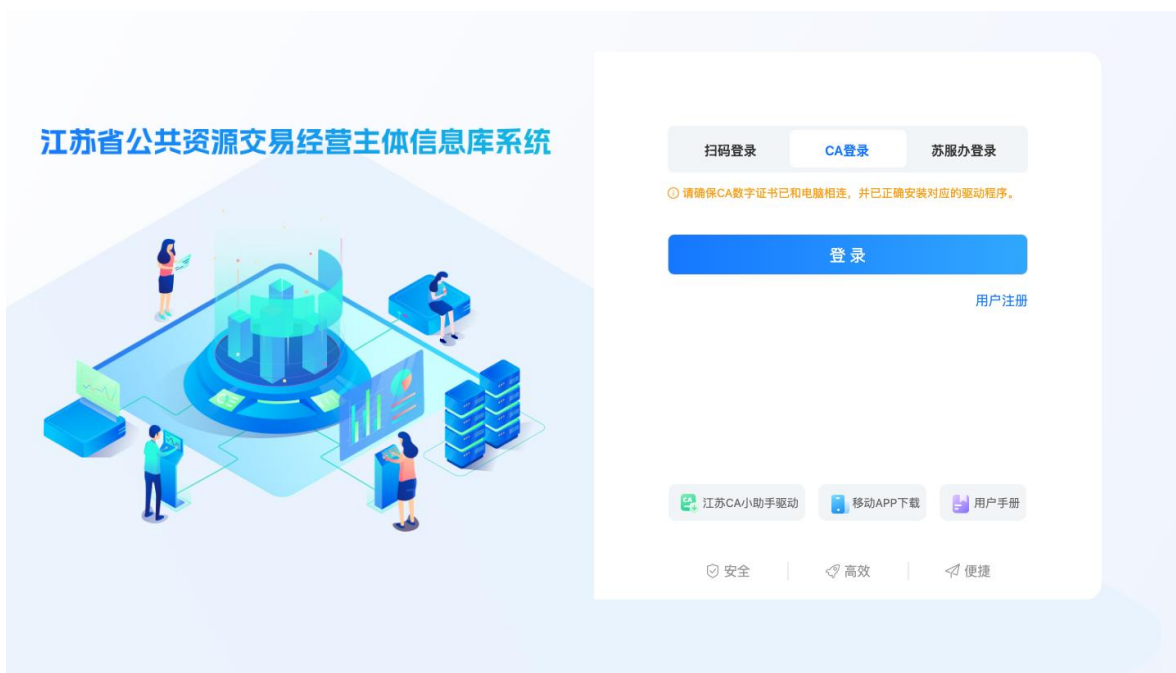 江苏省公共资源交易经营主体信息库系统
扫码登录 CA登录 苏服办登录
请确保CA数字证书已和电脑相连，并已正确安装对应的驱动程序。
登录
用户注册
江苏CA小助手驱动 移动APP下载 用户手册
安全 高效 便捷